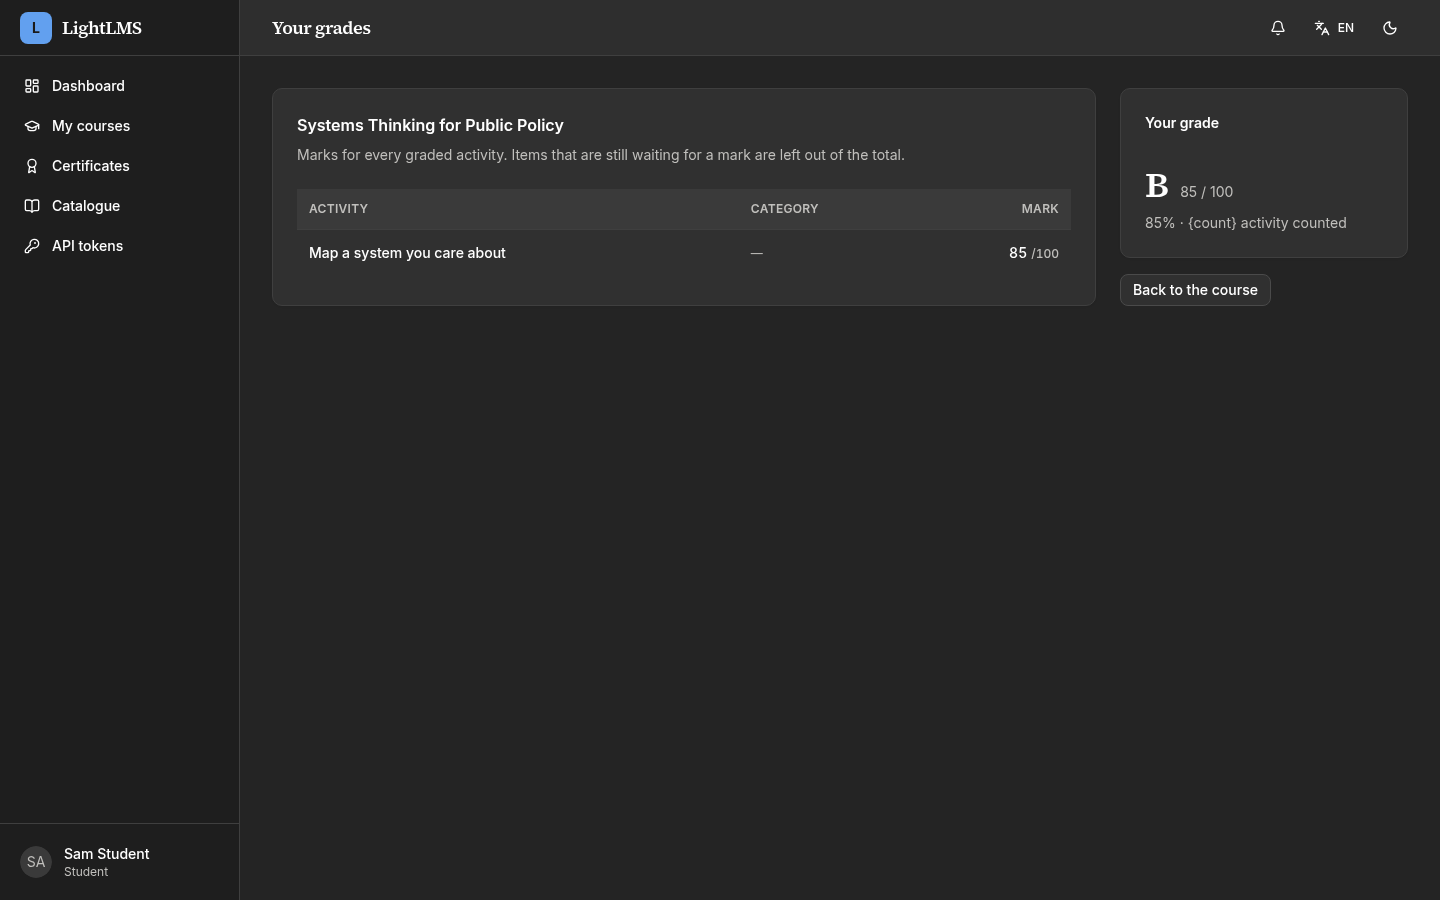 L LightLMS
Your grades
EN
Dashboard
My courses
Certificates
Catalogue
API tokens
Systems Thinking for Public Policy
Marks for every graded activity. Items that are still waiting for a mark are left out of the total.
ACTIVITY CATEGORY MARK
Map a system you care about — 85 /100
Your grade
B 85 / 100
85% · {count} activity counted
Back to the course
SA Sam Student
Student